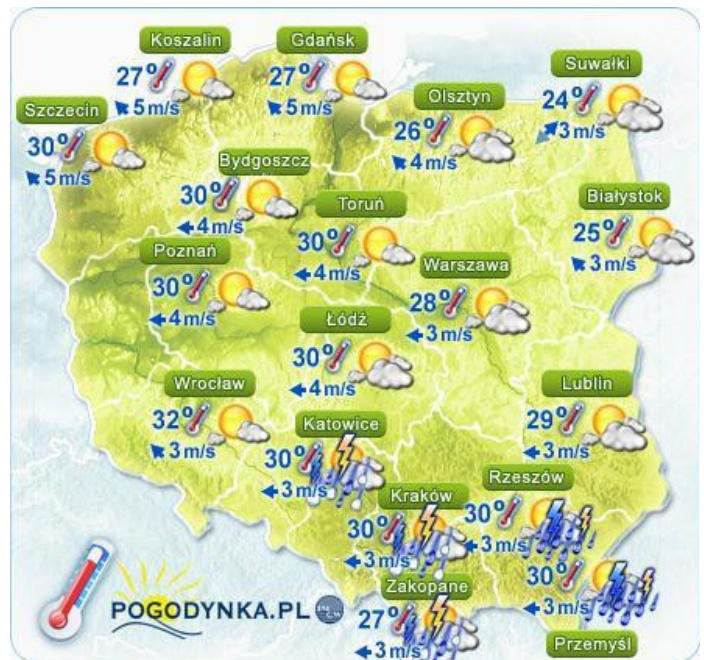 Koszalin
27°
5 m/s
Gdańsk
27°
5 m/s
Suwałki
24°
3 m/s
Szczecin
30°
5 m/s
Olsztyn
26°
4 m/s
Bydgoszcz
30°
4 m/s
Toruń
30°
4 m/s
Białystok
25°
3 m/s
Poznań
30°
4 m/s
Warszawa
28°
3 m/s
Łódź
30°
4 m/s
Wrocław
32°
3 m/s
Katowice
30°
3 m/s
Lublin
29°
3 m/s
Kraków
30°
3 m/s
Rzeszów
30°
3 m/s
Zakopane
27°
3 m/s
30°
3 m/s
Przemyśl
POGODYNKA.PL